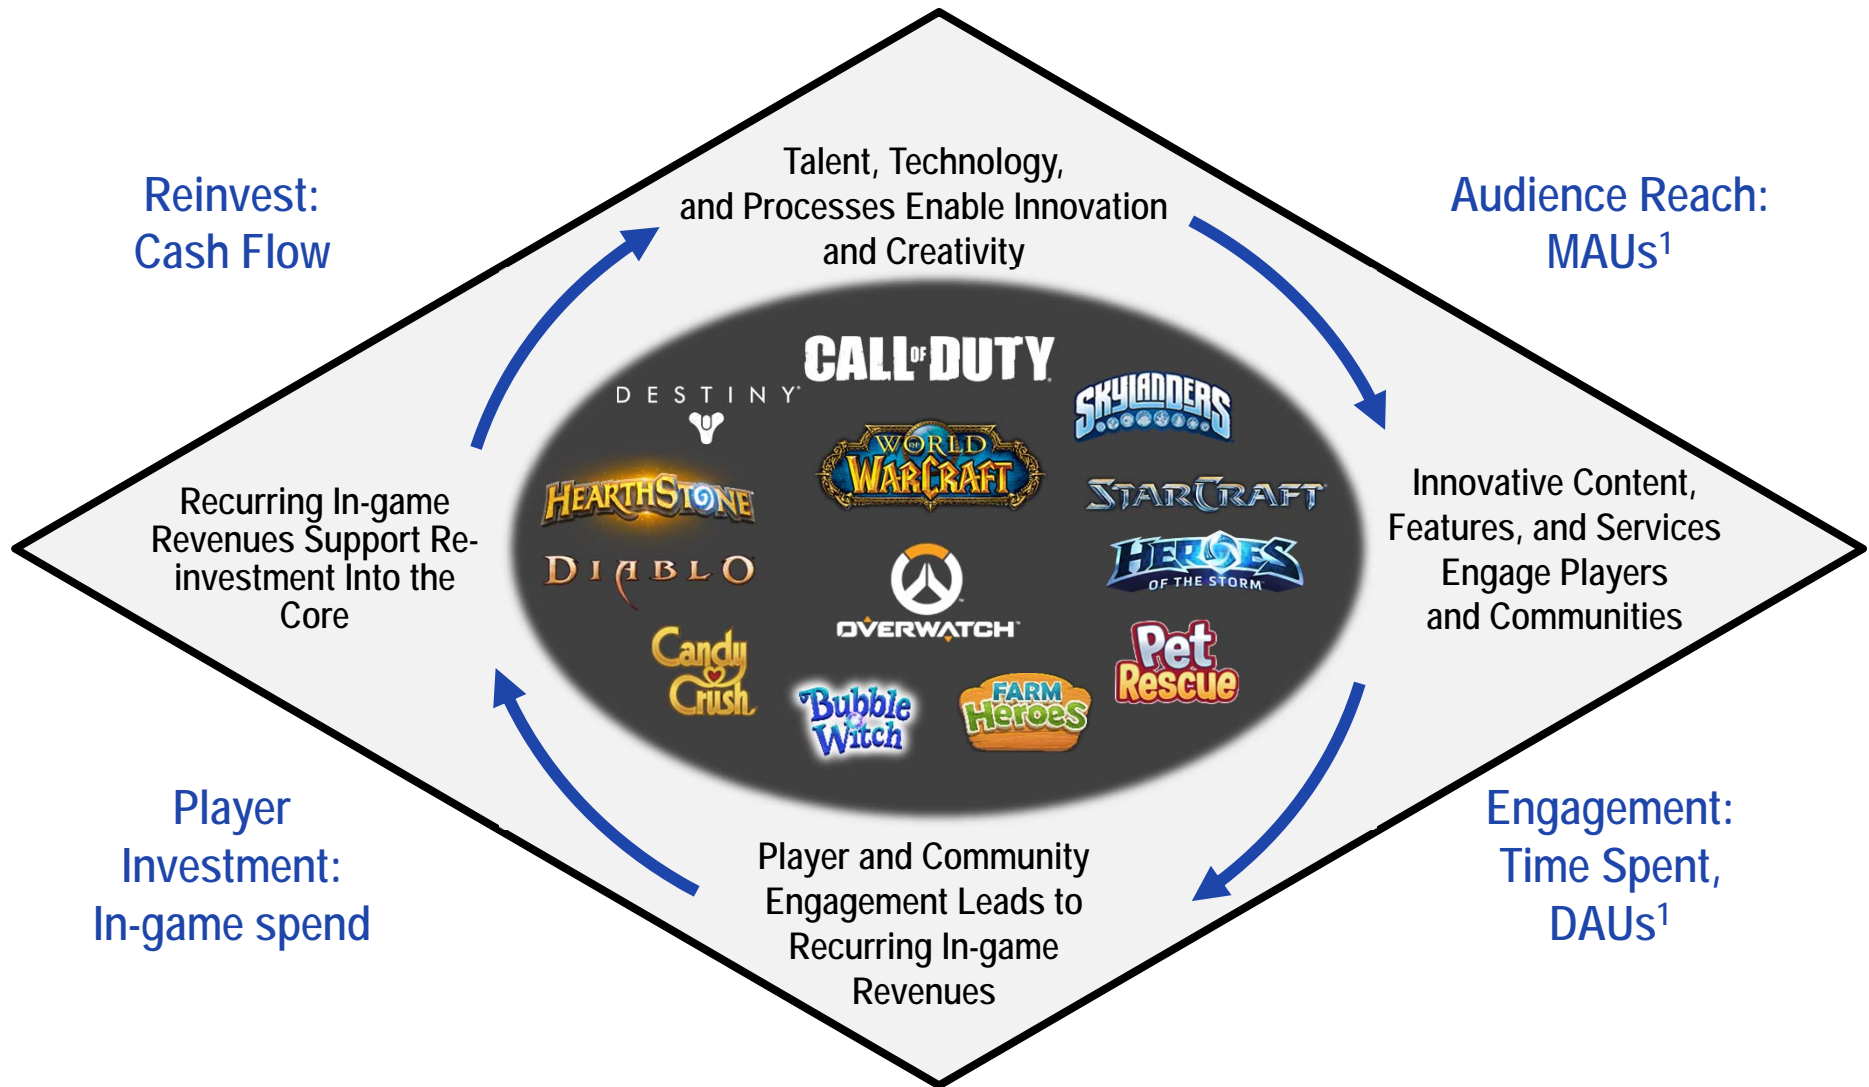 Talent, Technology,
and Processes Enable Innovation
and Creativity
Reinvest:
Cash Flow
Audience Reach:
MAUs¹
CALL OF DUTY
DESTINY
SKYLANDERS
WORLD OF
WARCRAFT
HEARTHSTONE
STARCRAFT
Recurring In-game
Revenues Support Re-
investment Into the
Core
Innovative Content,
Features, and Services
Engage Players
and Communities
DIABLO
HEROES
OF THE STORM
OVERWATCH
Candy
Crush
Pet
Rescue
Bubble
Witch
FARM
Heroes
Player
Investment:
In-game spend
Engagement:
Time Spent,
DAUs¹
Player and Community
Engagement Leads to
Recurring In-game
Revenues